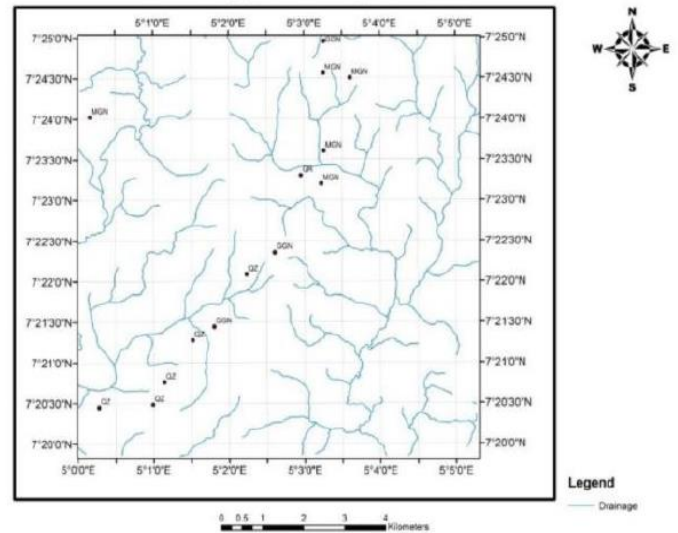 5°1'0"E 5°2'0"E 5°3'0"E 5°4'0"E 5°5'0"E
N
W E
S
7°25'0"N 7°25'0"N
GGN
MGN MGN
7°24'30"N 7°24'30"N
MGN
7°24'0"N 7°24'0"N
MGN
7°23'30"N 7°23'30"N
MGN
7°23'0"N 7°23'0"N
7°22'30"N 7°22'30"N
GGN
QZ
7°22'0"N 7°22'0"N
7°21'30"N 7°21'30"N
GGN
QZ
7°21'0"N 7°21'0"N
QZ
7°20'30"N 7°20'30"N
QZ QZ
7°20'0"N 7°20'0"N
5°0'0"E 5°1'0"E 5°2'0"E 5°3'0"E 5°4'0"E 5°5'0"E
Legend
Drainage
0 0.5 1 2 3 4
Kilometers